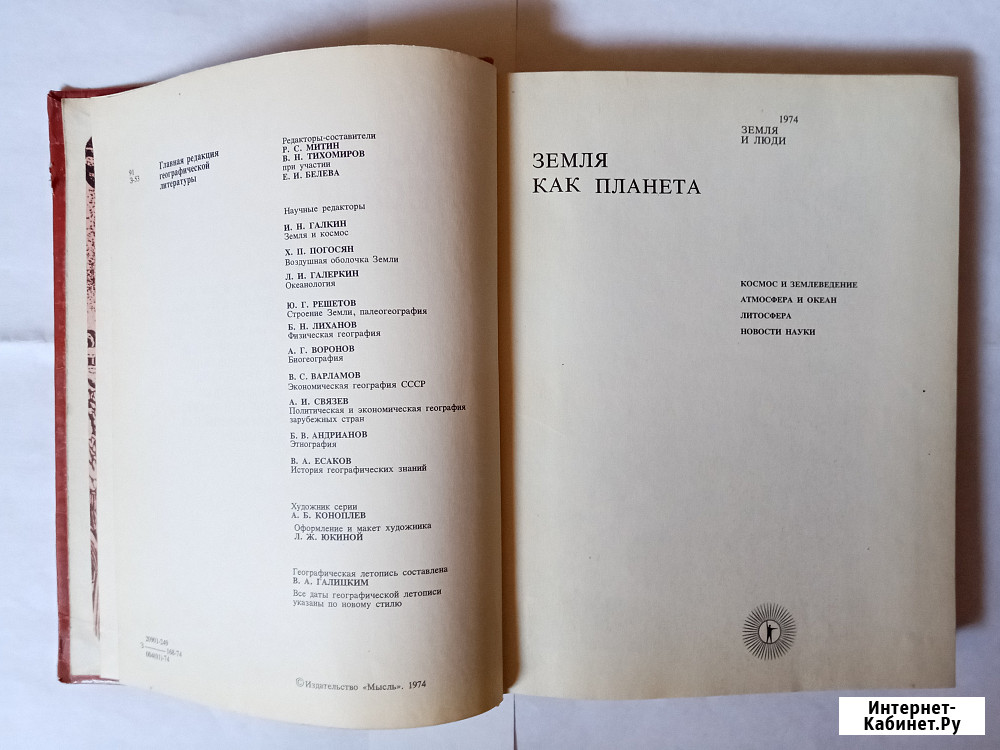 91
З-53
Главная редакция
географической
литературы
Редакторы-составители
Р. С. МИТИН
В. Н. ТИХОМИРОВ
при участии
Е. И. БЕЛЕВА
Научные редакторы
И. Н. ГАЛКИН
Земля и космос
Х. П. ПОГОСЯН
Воздушная оболочка Земли
Л. И. ГАЛЕРКИН
Океанология
Ю. Г. РЕШЕТОВ
Строение Земли, палеогеография
Б. Н. ЛИХАНОВ
Физическая география
А. Г. ВОРОНОВ
Биогеография
В. С. ВАРЛАМОВ
Экономическая география СССР
А. И. СВЯЗЕВ
Политическая и экономическая география
зарубежных стран
Б. В. АНДРИАНОВ
Этнография
В. А. ЕСАКОВ
История географических знаний
Художник серии
А. Б. КОНОПЛЕВ
Оформление и макет художника
Л. Ж. ЮКИНОЙ
Географическая летопись составлена
В. А. ГАЛИЦКИМ
Все даты географической летописи
указаны по новому стилю
©Издательство «Мысль». 1974
1974
ЗЕМЛЯ
И ЛЮДИ
ЗЕМЛЯ
КАК ПЛАНЕТА
КОСМОС И ЗЕМЛЕВЕДЕНИЕ
АТМОСФЕРА И ОКЕАН
ЛИТОСФЕРА
НОВОСТИ НАУКИ
Интернет-
Кабинет.Ру